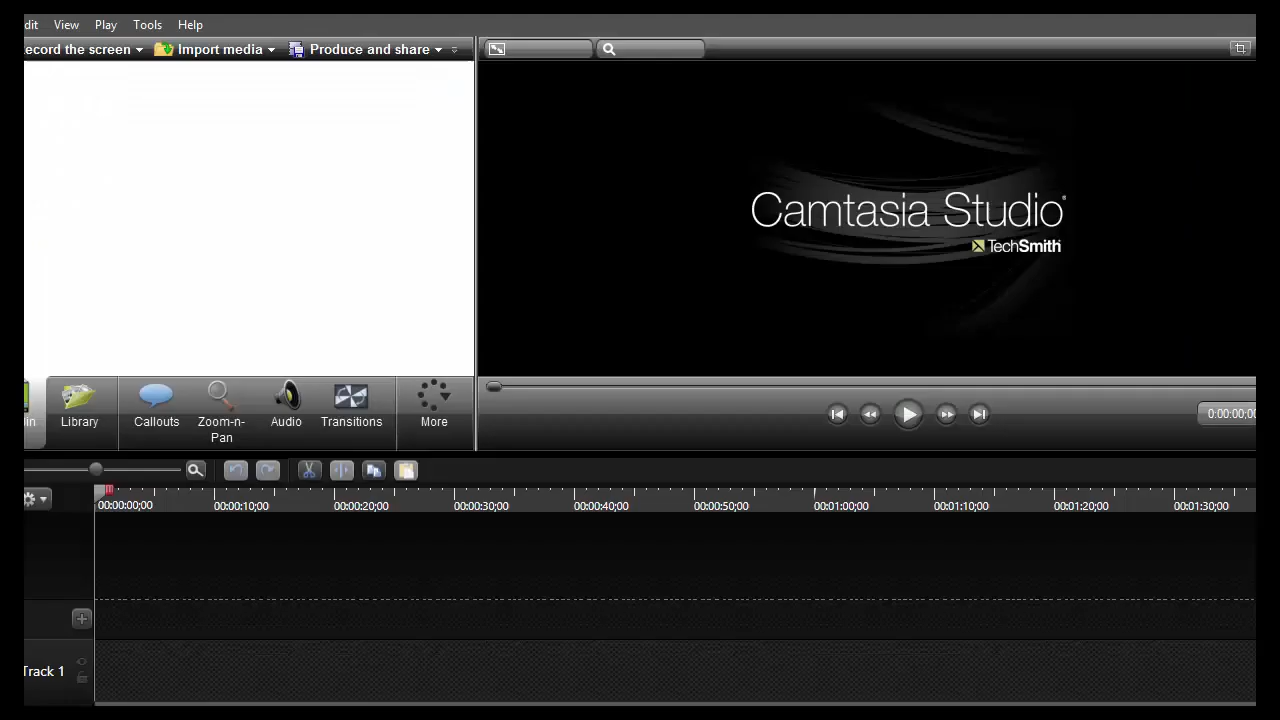 dit View Play Tools Help
ecord the screen Import media Produce and share
Camtasia Studio®
TechSmith
in Library Callouts Zoom-n-Pan Audio Transitions More
0:00:00;00
00:00:00;00 00:00:10;00 00:00:20;00 00:00:30;00 00:00:40;00 00:00:50;00 00:01:00;00 00:01:10;00 00:01:20;00 00:01:30;00
Track 1